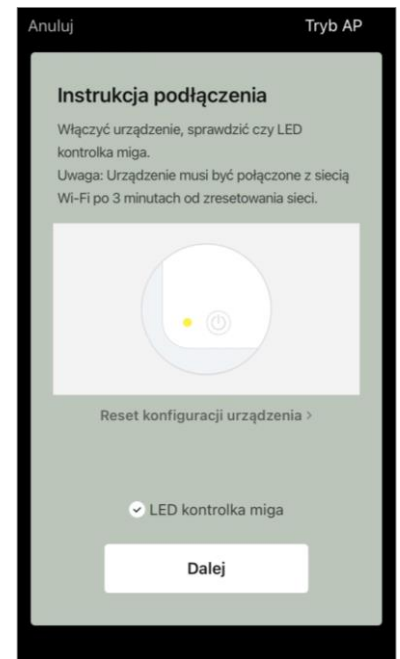 Anuluj Tryb AP
Instrukcja podłączenia
Włączyć urządzenie, sprawdzić czy LED
kontrolka miga.
Uwaga: Urządzenie musi być połączone z siecią
Wi-Fi po 3 minutach od zresetowania sieci.
Reset konfiguracji urządzenia >
LED kontrolka miga
Dalej